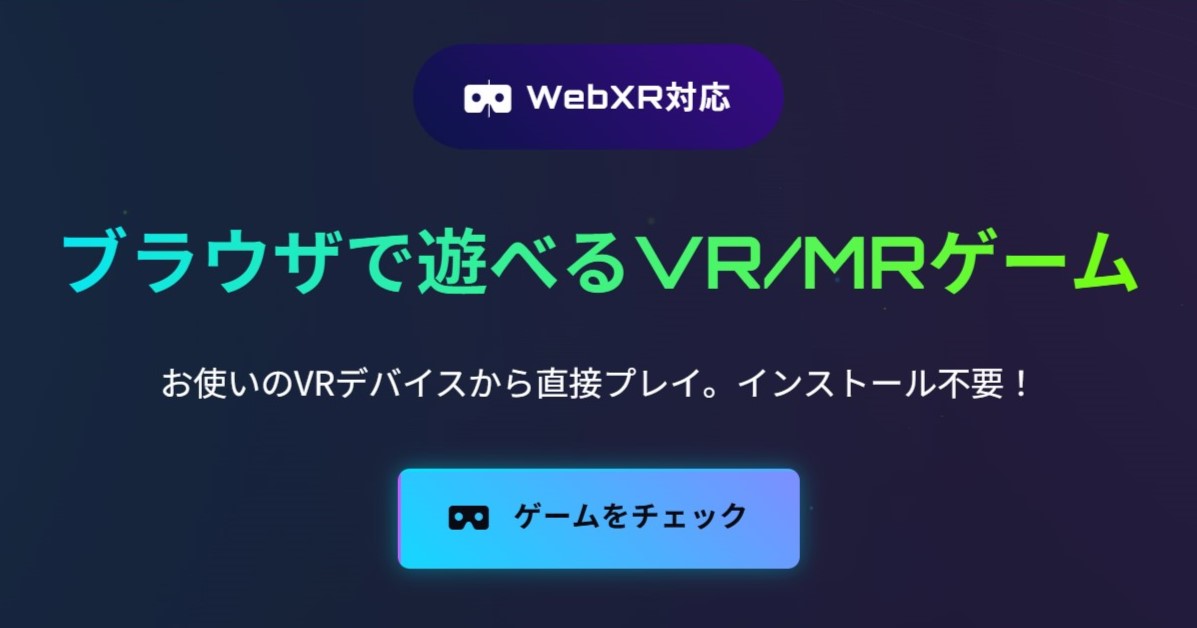 WebXR対応
ブラウザで遊べるVR/MRゲーム
お使いのVRデバイスから直接プレイ。インストール不要！
ゲームをチェック